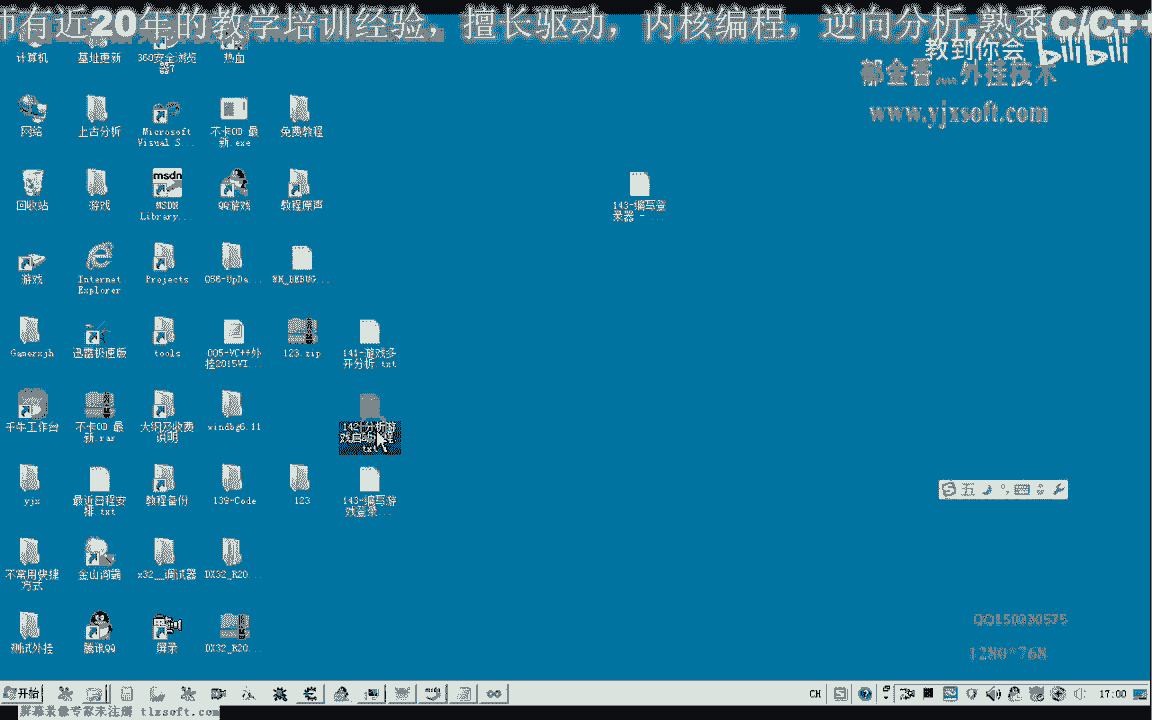 师有近20年的教学培训经验，擅长驱动，内核编程，逆向分析,熟悉C/C++
教到你会
bilibili
郁金香灬外挂技术
www.yjxsoft.com
计算机
基址更新
360安全浏览
器7
热血
网络
上古分析
Microsoft
Visual S...
不卡OD 最
新.exe
免费教程
回收站
游戏
MSDN
Library...
QQ游戏
教程原声
msdn
143-编写登
录器 - ...
游戏
Internet
Explorer
Projects
WM_DEBUG...
Gamerxjh
迅雷极速版
tools
005-VC++外
挂2015VI...
123.zip
141-游戏多
开分析.txt
千牛工作台
不卡OD 最
新.rar
大纲及收费
说明
windbg6.11
142-分析游
戏启动流程.
txt
yjx
最近日程安
排.txt
教程备份
139-Code
123
143-编写游
戏登录...
不常用快捷
方式
金山词霸
x32__调试器
DX32_R20...
测试外挂
腾讯QQ
屏录
DX32_R20...
五
QQ150330575
1280*768
开始
CH
17:00
屏幕录像专家未注册 tlxsoft.com